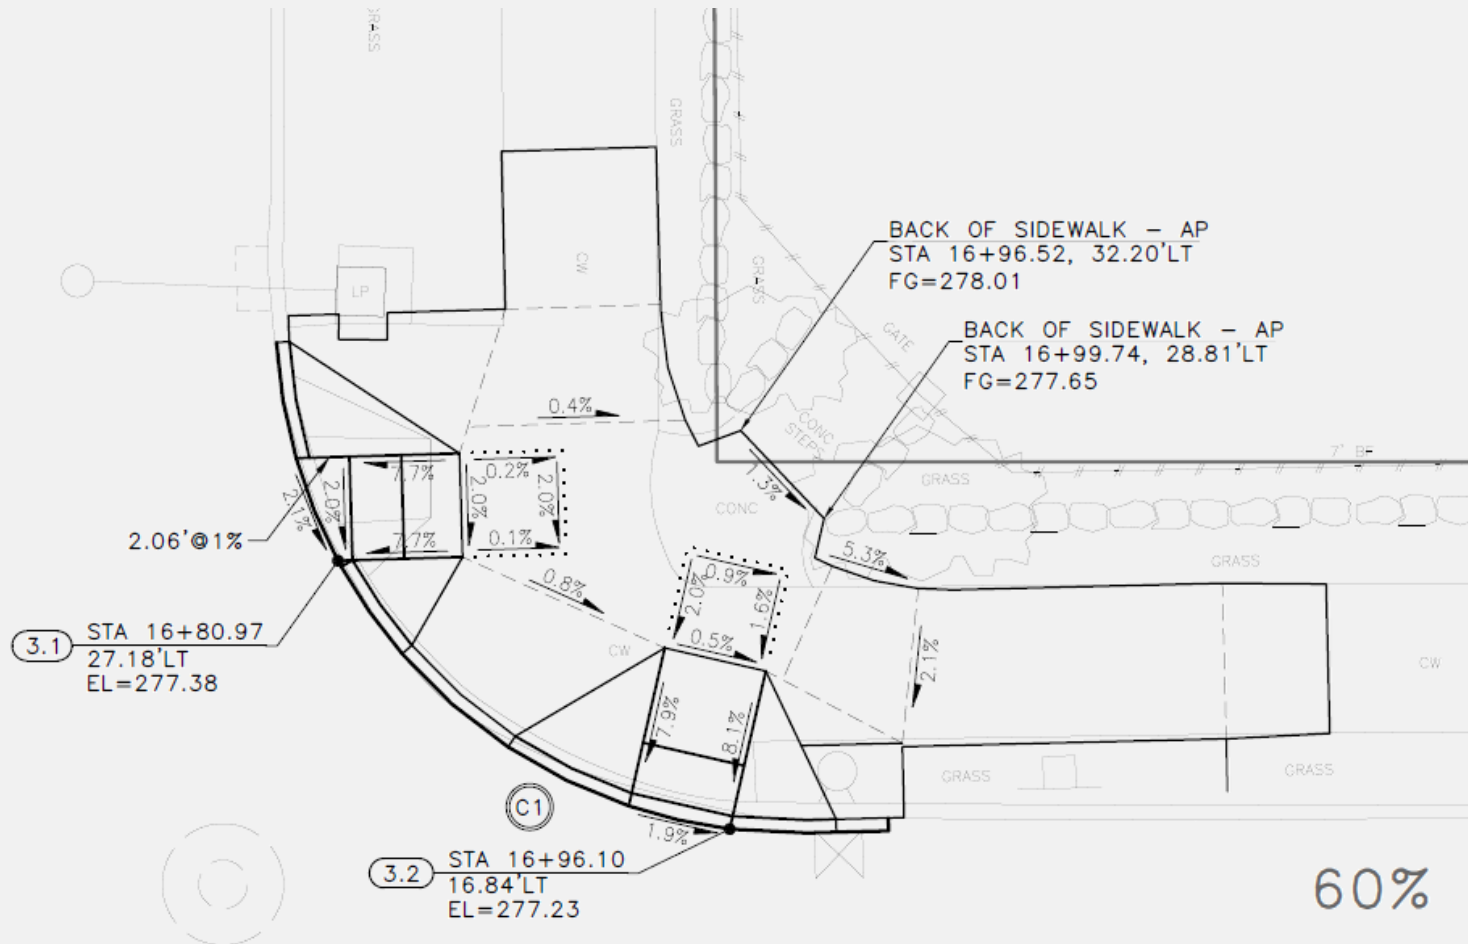 GRASS
GRASS
CW
GRASS
LP
BACK OF SIDEWALK – AP
STA 16+96.52, 32.20'LT
FG=278.01
BACK OF SIDEWALK – AP
STA 16+99.74, 28.81'LT
FG=277.65
GATE
CONC
STEPS
0.4%
7.3%
7' BF
GRASS
7.7%
0.2%
2.0%
2.0%
2.0%
2.1%
CONC
2.06'@1%
7.7%
0.1%
5.3%
GRASS
0.8%
0.9%
2.0%
1.6%
3.1
STA 16+80.97
27.18'LT
EL=277.38
0.5%
CW
2.1%
CW
7.9%
8.1%
GRASS
GRASS
C1
1.9%
3.2
STA 16+96.10
16.84'LT
EL=277.23
60%